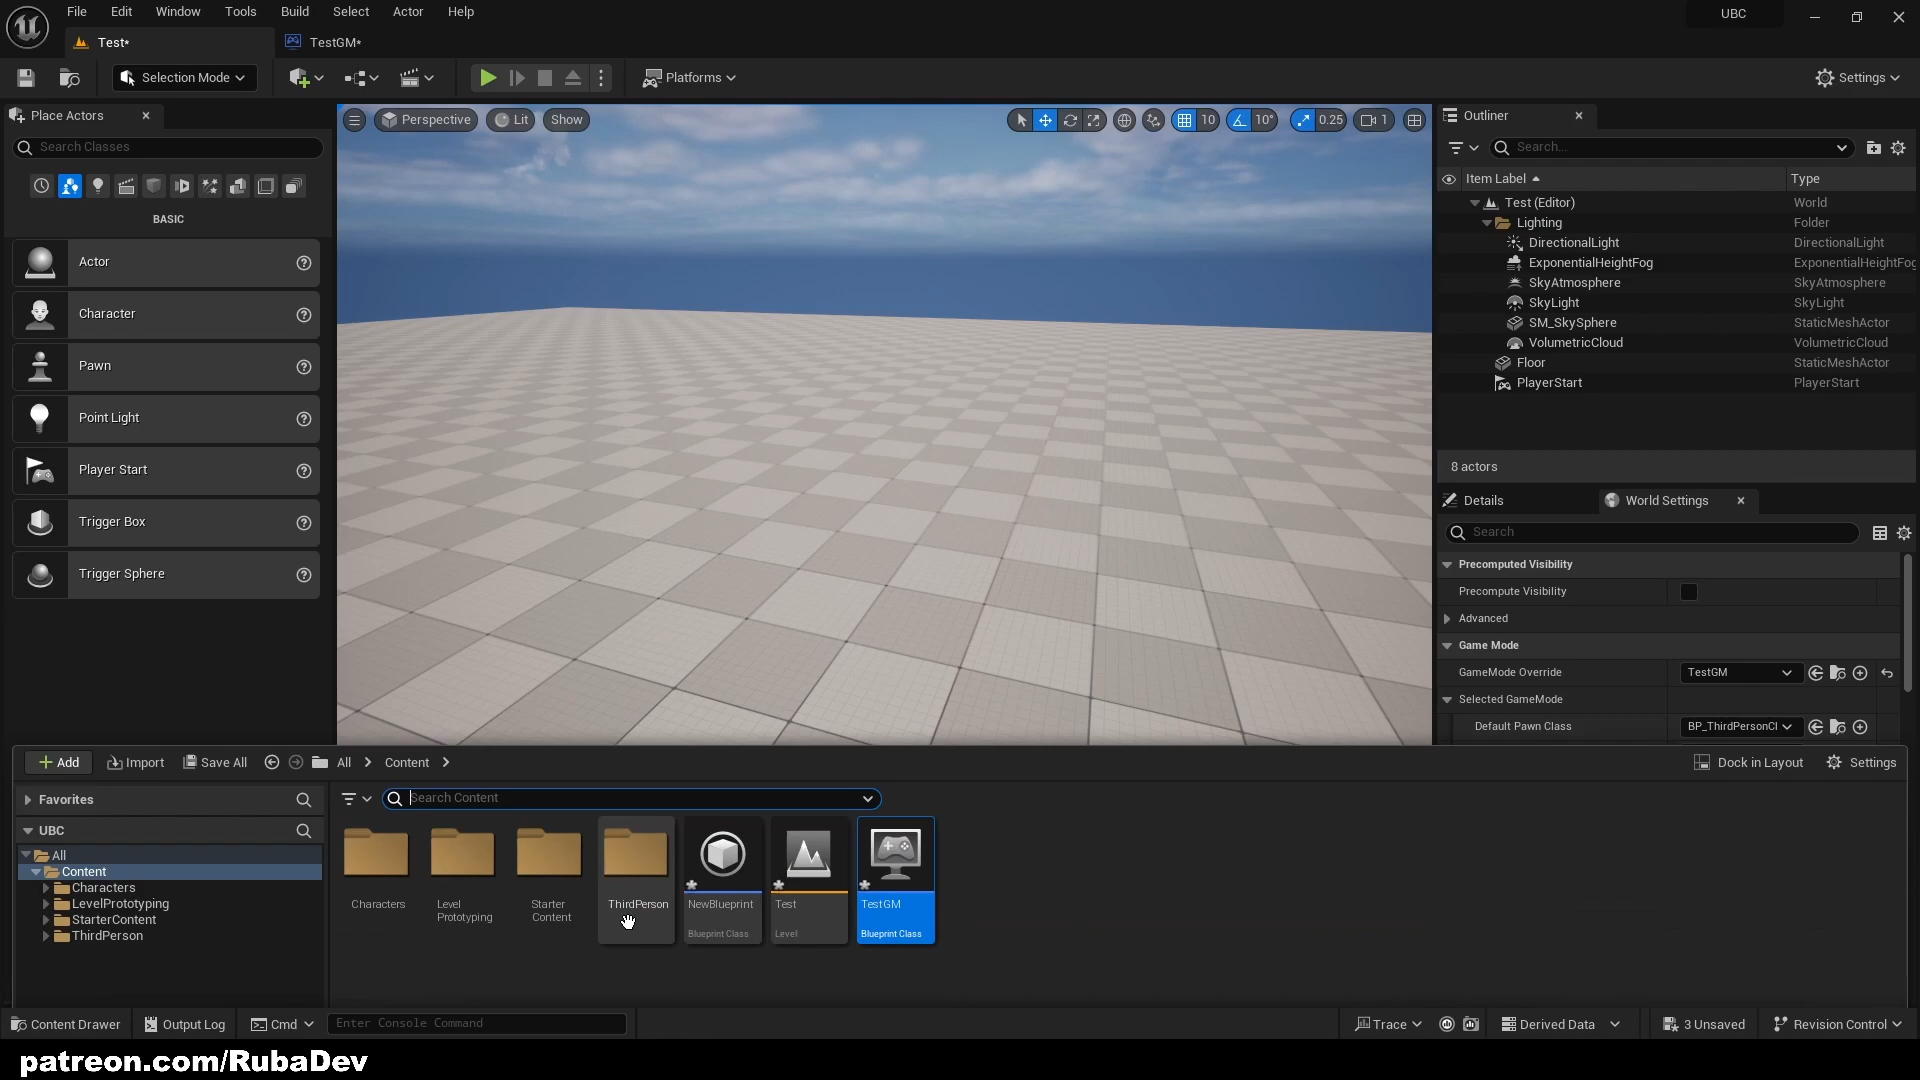 File Edit Window Tools Build Select Actor Help
UBC
Test*
TestGM*
Selection Mode
Platforms
Settings
Place Actors
Search Classes
BASIC
Actor
Character
Pawn
Point Light
Player Start
Trigger Box
Trigger Sphere
Perspective
Lit
Show
10
10°
0.25
1
Outliner
Search...
Item Label
Type
Test (Editor) World
Lighting Folder
DirectionalLight DirectionalLight
ExponentialHeightFog ExponentialHeightFog
SkyAtmosphere SkyAtmosphere
SkyLight SkyLight
SM_SkySphere StaticMeshActor
VolumetricCloud VolumetricCloud
Floor StaticMeshActor
PlayerStart PlayerStart
8 actors
Details
World Settings
Search
Precomputed Visibility
Precompute Visibility
Advanced
Game Mode
GameMode Override TestGM
Selected GameMode
Default Pawn Class BP_ThirdPersonCl
Add
Import
Save All
All
Content
Dock in Layout
Settings
Favorites
UBC
All
Content
Characters
LevelPrototyping
StarterContent
ThirdPerson
Search Content
Characters
Level
Prototyping
Starter
Content
ThirdPerson
NewBlueprint
Blueprint Class
Test
Level
TestGM
Blueprint Class
Content Drawer
Output Log
Cmd
Enter Console Command
Trace
Derived Data
3 Unsaved
Revision Control
patreon.com/RubaDev